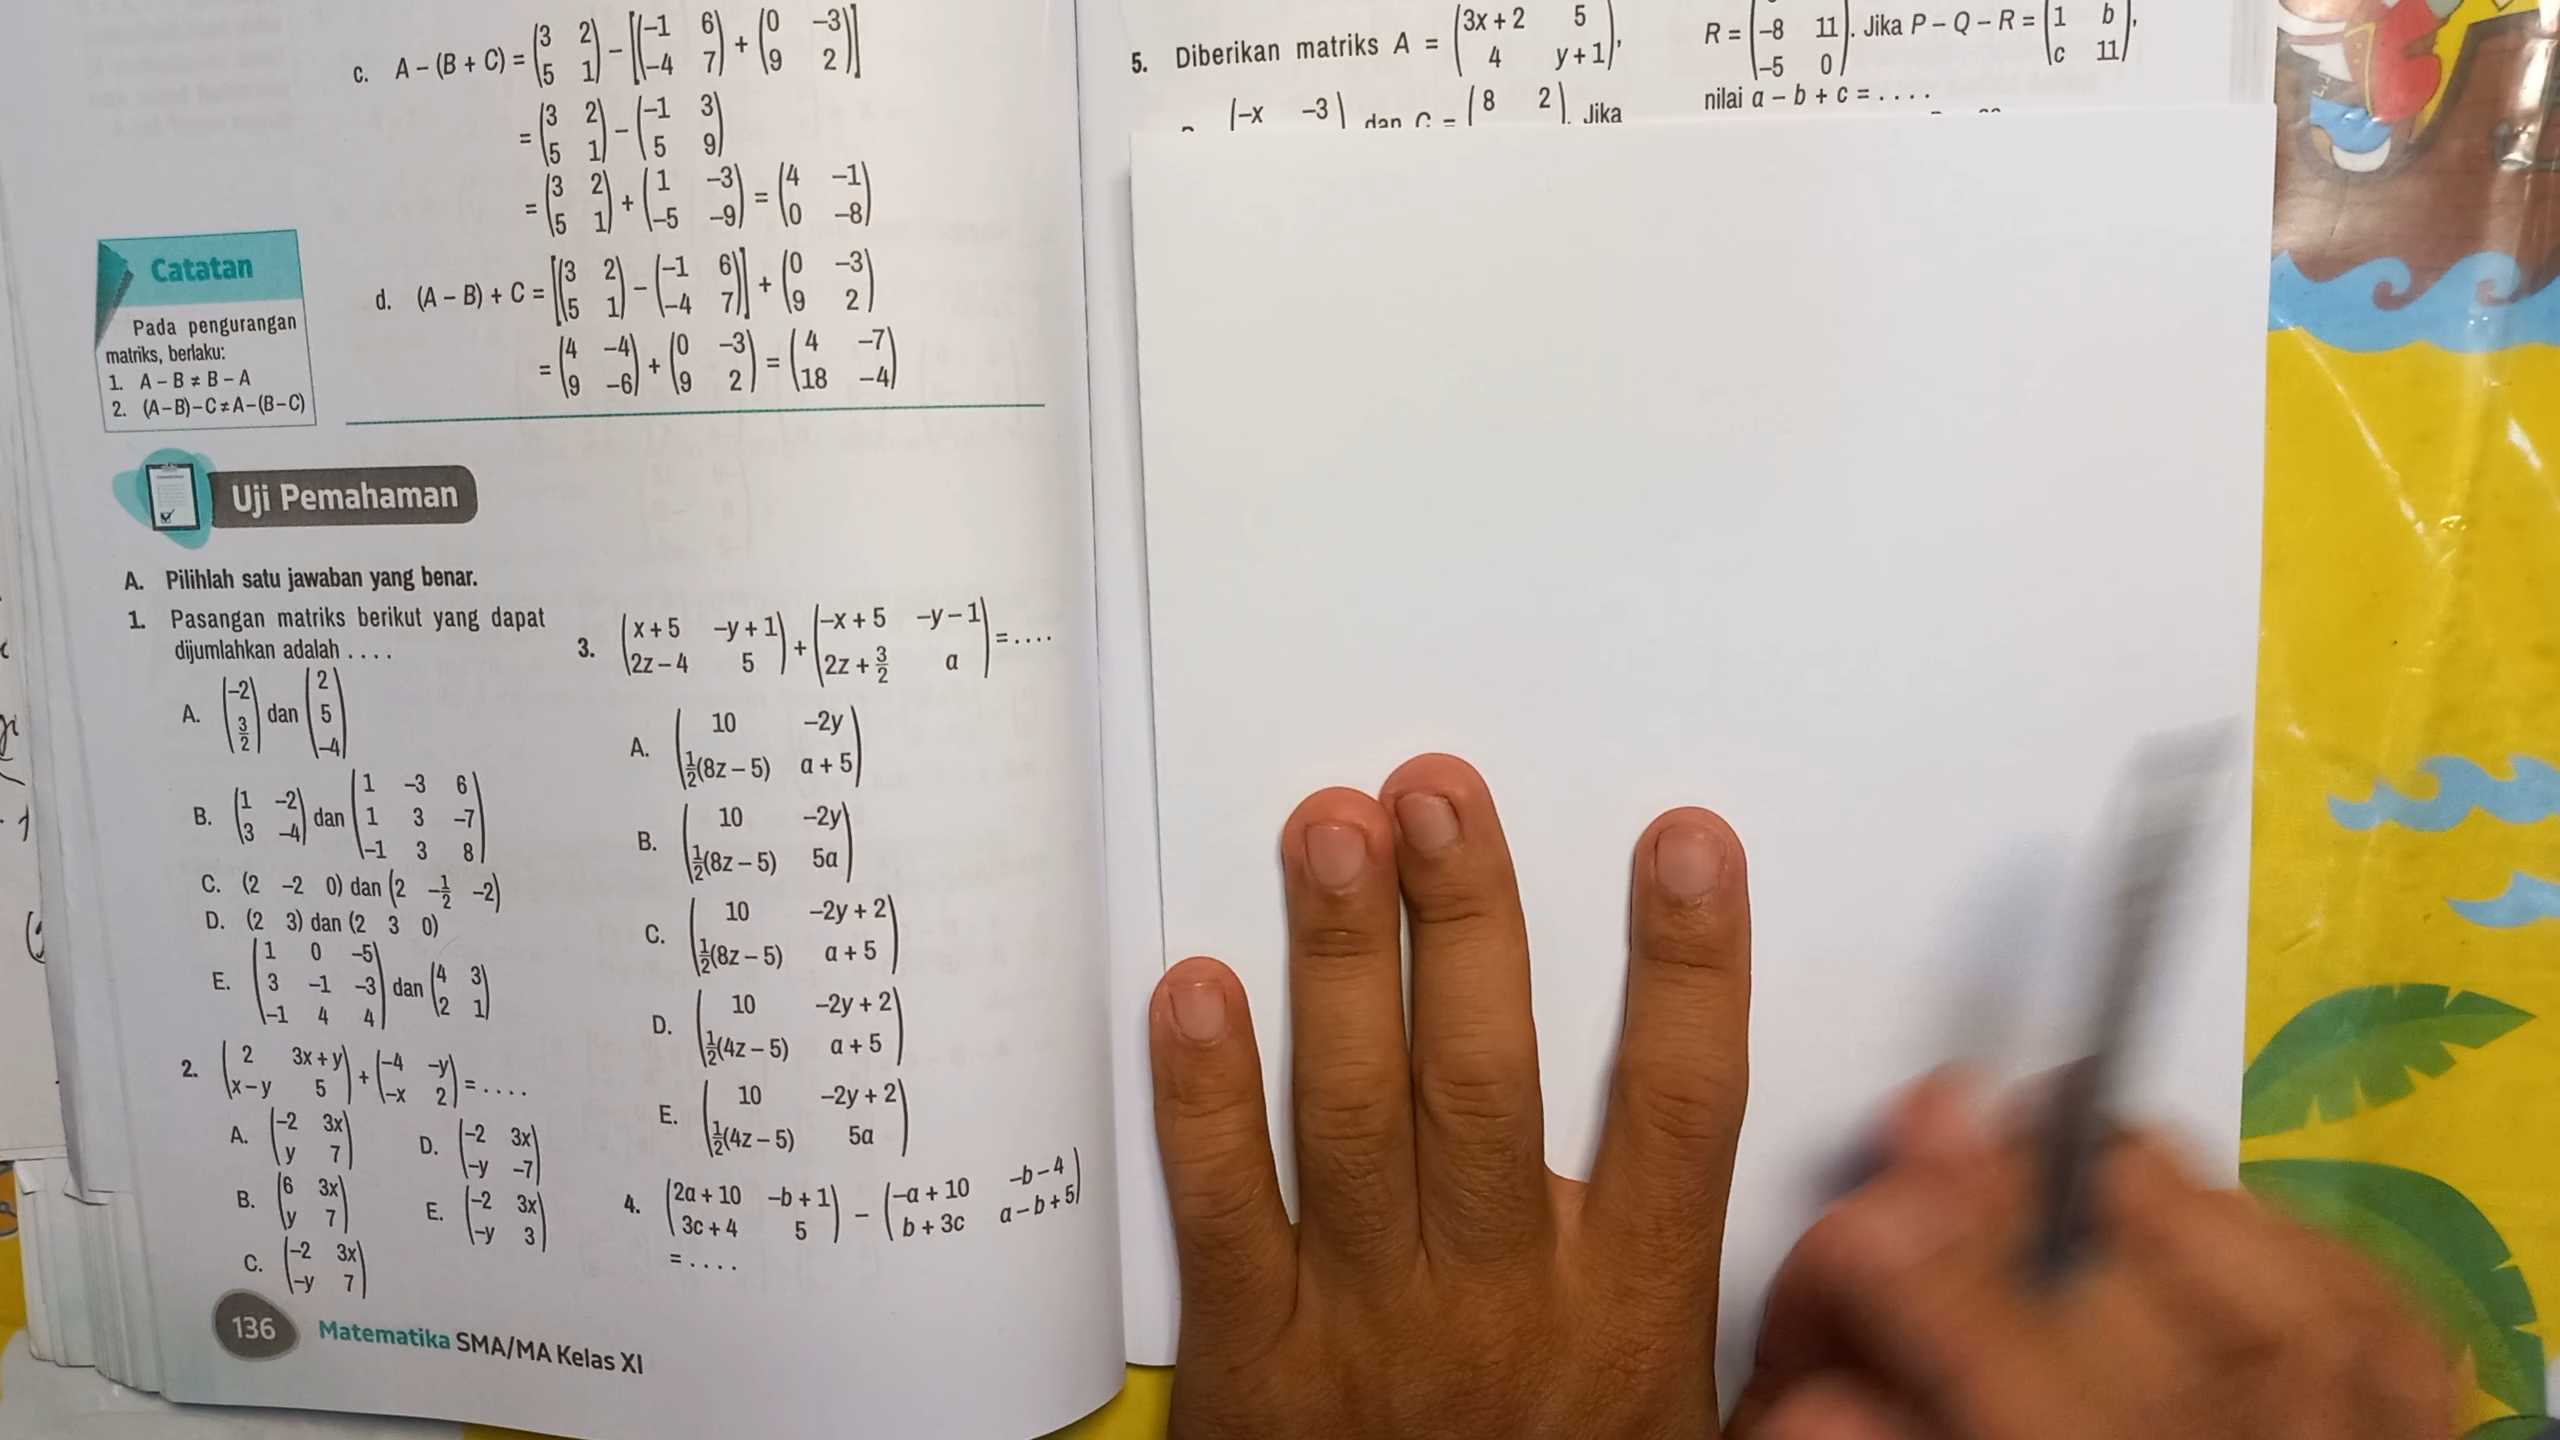 c. A – (B + C) = (3 2 5 1) – [(–1 6 –4 7) + (0 –3 9 2)]
= (3 2 5 1) – (–1 3 5 9)
= (3 2 5 1) + (1 –3 –5 –9) = (4 –1 0 –8)
d. (A – B) + C = [(3 2 5 1) – (–1 6 –4 7)] + (0 –3 9 2)
= (4 –4 9 –6) + (0 –3 9 2) = (4 –7 18 –4)
Catatan
Pada pengurangan
matriks, berlaku:
1. A – B ≠ B – A
2. (A–B)–C≠A–(B–C)
Uji Pemahaman
A. Pilihlah satu jawaban yang benar.
1. Pasangan matriks berikut yang dapat
dijumlahkan adalah . . . .
A. (–2 3/2) dan (2 5 –4)
B. (1 –2 3 –4) dan (1 –3 6 1 3 –7 –1 3 8)
C. (2 –2 0) dan (2 –1/2 –2)
D. (2 3) dan (2 3 0)
E. (1 0 –5 3 –1 –3 –1 4 4) dan (4 3 2 1)
2. (2 3x + y x – y 5) + (–4 –y –x 2) = . . . .
A. (–2 3x y 7)
B. (6 3x y 7)
C. (–2 3x –y 7)
D. (–2 3x –y –7)
E. (–2 3x –y 3)
3. (x + 5 –y + 1 2z – 4 5) + (–x + 5 –y – 1 2z + 3/2 a) = . . . .
A. (10 –2y 1/2(8z – 5) a + 5)
B. (10 –2y 1/2(8z – 5) 5a)
C. (10 –2y + 2 1/2(8z – 5) a + 5)
D. (10 –2y + 2 1/2(4z – 5) a + 5)
E. (10 –2y + 2 1/2(4z – 5) 5a)
4. (2a + 10 –b + 1 3c + 4 5) – (–a + 10 –b – 4 b + 3c a – b + 5)
= . . . .
136 Matematika SMA/MA Kelas XI
5. Diberikan matriks A = (3x + 2 5 4 y + 1),
(–x –3 dan C = (8 2). Jika
R = (–8 11 –5 0). Jika P – Q – R = (1 b c 11),
nilai a – b + c = . . . .